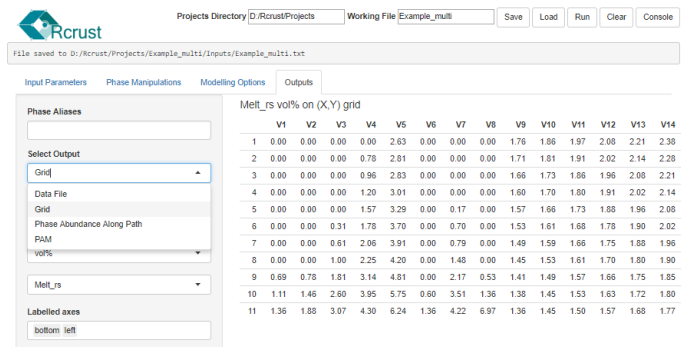 Rcrust
Projects Directory D:/Rcrust/Projects Working File Example_multi Save Load Run Clear Console
File saved to D:/Rcrust/Projects/Example_multi/Inputs/Example_multi.txt
Input Parameters Phase Manipulations Modelling Options Outputs
Phase Aliases
Select Output
Grid
Data File
Grid
Phase Abundance Along Path
PAM
vol%
Melt_rs
Labelled axes
bottom left
Melt_rs vol% on (X,Y) grid
V1 V2 V3 V4 V5 V6 V7 V8 V9 V10 V11 V12 V13 V14
1 0.00 0.00 0.00 0.00 2.63 0.00 0.00 0.00 1.76 1.86 1.97 2.08 2.21 2.38
2 0.00 0.00 0.00 0.78 2.81 0.00 0.00 0.00 1.71 1.81 1.91 2.02 2.14 2.28
3 0.00 0.00 0.00 0.96 2.83 0.00 0.00 0.00 1.66 1.73 1.86 1.96 2.08 2.21
4 0.00 0.00 0.00 1.20 3.01 0.00 0.00 0.00 1.60 1.70 1.80 1.91 2.02 2.14
5 0.00 0.00 0.00 1.57 3.29 0.00 0.17 0.00 1.57 1.66 1.73 1.88 1.96 2.08
6 0.00 0.00 0.31 1.78 3.70 0.00 0.70 0.00 1.53 1.61 1.68 1.78 1.90 2.02
7 0.00 0.00 0.61 2.06 3.91 0.00 0.79 0.00 1.49 1.59 1.66 1.75 1.88 1.96
8 0.00 0.00 1.00 2.25 4.20 0.00 1.48 0.00 1.45 1.53 1.61 1.70 1.80 1.90
9 0.69 0.78 1.81 3.14 4.81 0.00 2.17 0.53 1.41 1.49 1.57 1.66 1.75 1.85
10 1.11 1.46 2.60 3.95 5.75 0.60 3.51 1.36 1.38 1.45 1.53 1.63 1.72 1.80
11 1.36 1.88 3.07 4.30 6.24 1.36 4.22 6.97 1.36 1.45 1.50 1.57 1.68 1.77